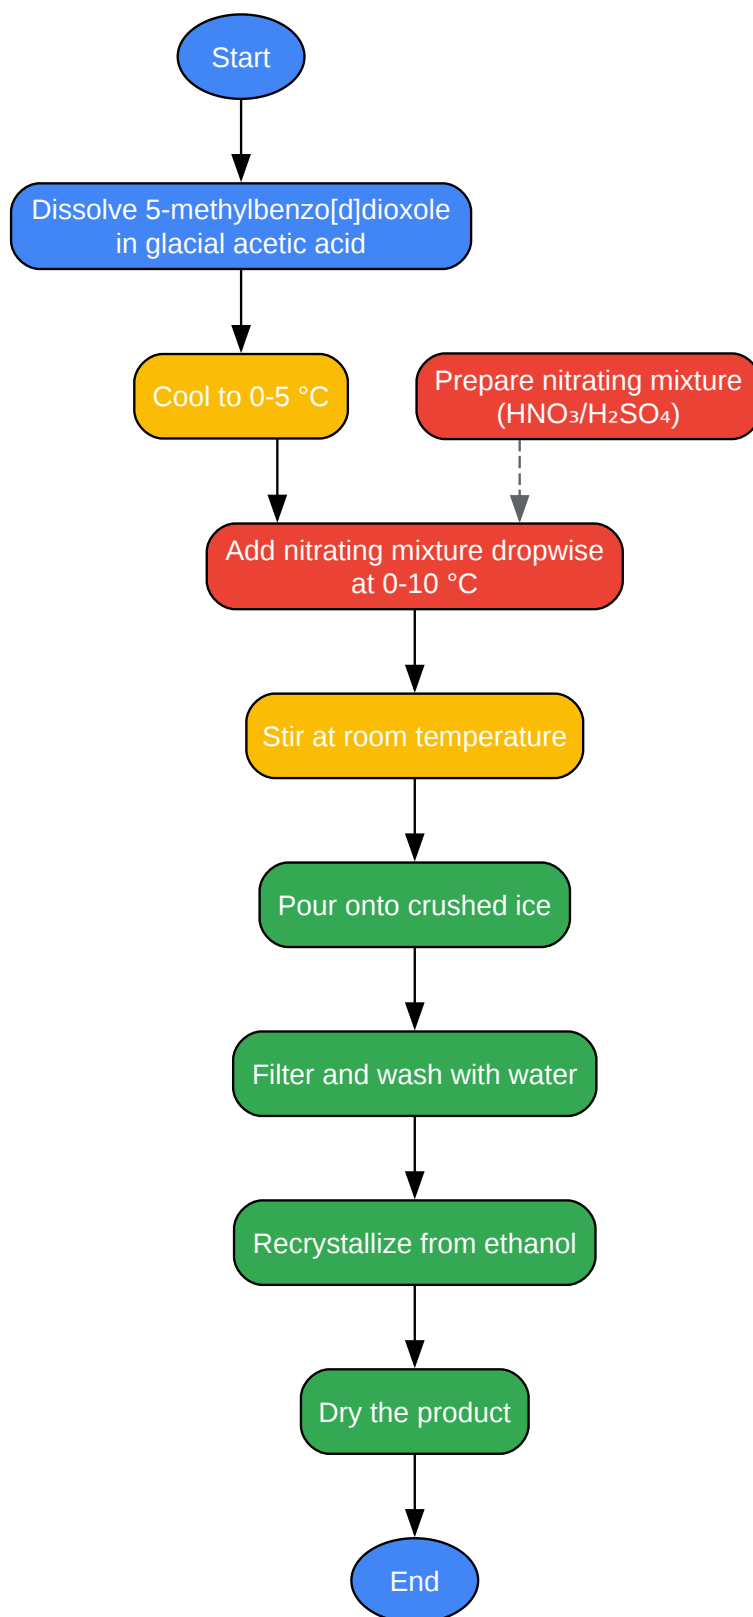 Start
Dissolve 5-methylbenzo[d]dioxole
in glacial acetic acid
Cool to 0-5 °C
Prepare nitrating mixture
(HNO₃/H₂SO₄)
Add nitrating mixture dropwise
at 0-10 °C
Stir at room temperature
Pour onto crushed ice
Filter and wash with water
Recrystallize from ethanol
Dry the product
End